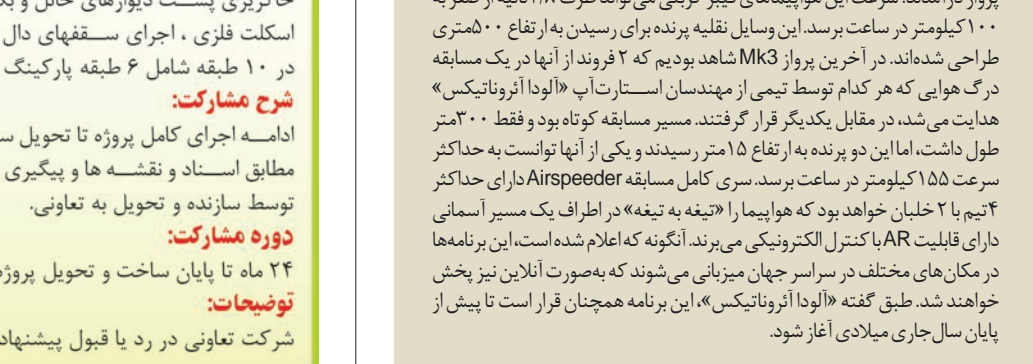 ۱۰۰کیلومتر در ساعت برسد. این وسایل نقلیه پرنده برای رسیدن به ارتفاع ۵۰۰متری
طراحی شده‌اند. در آخرین پرواز Mk3 شاهد بودیم که ۲ فروند از آنها در یک مسابقه
درگ هوایی که هر کدام توسط تیمی از مهندسان اســتارت‌آپ «آلودا آئروناتیکس»
هدایت می‌شد، در مقابل یکدیگر قرار گرفتند. مسیر مسابقه کوتاه بود و فقط ۳۰۰متر
طول داشت، اما این دو پرنده به ارتفاع ۱۵متر رسیدند و یکی از آنها توانست به حداکثر
سرعت ۱۵۵کیلومتر در ساعت برسد. سری کامل مسابقه Airspeeder دارای حداکثر
۴تیم با ۲ خلبان خواهد بود که هواپیما را «تیغه به تیغه» در اطراف یک مسیر آسمانی
دارای قابلیت AR با کنترل الکترونیکی می‌برند. آنگونه که اعلام شده است، این برنامه‌ها
در مکان‌های مختلف در سراسر جهان میزبانی می‌شوند که به‌صورت آنلاین نیز پخش
خواهند شد. طبق گفته «آلودا آئروناتیکس»، این برنامه همچنان قرار است تا پیش از
پایان سال جاری میلادی آغاز شود.
اسکلت فلزی ، اجرای ســقفهای دال
در ۱۰ طبقه شامل ۶ طبقه پارکینگ
شرح مشارکت:
ادامــه اجرای کامل پروژه تا تحویل
مطابق اســناد و نقشــه ها و پیگیری
توسط سازنده و تحویل به تعاونی.
دوره مشارکت:
۲۴ ماه تا پایان ساخت و تحویل پروژه
توضیحات:
شرکت تعاونی در رد یا قبول پیشنهاد